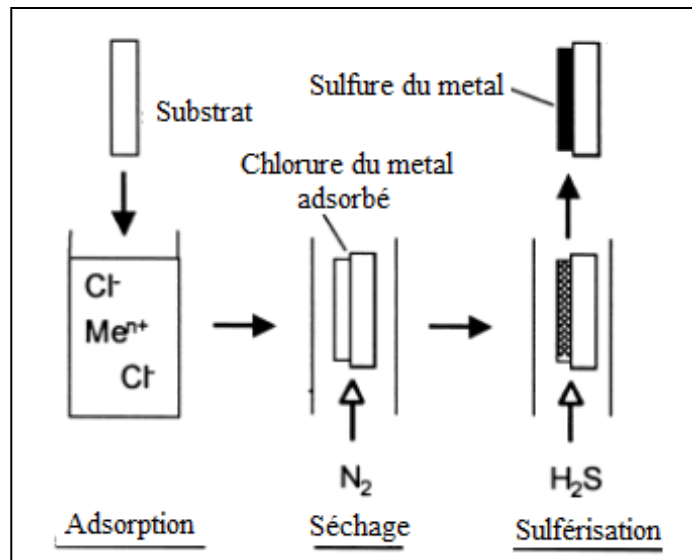 Substrat
Sulfure du metal
Chlorure du metal
adsorbé
Cl-
Meⁿ⁺
Cl-
N₂
H₂S
Adsorption
Séchage
Sulférisation